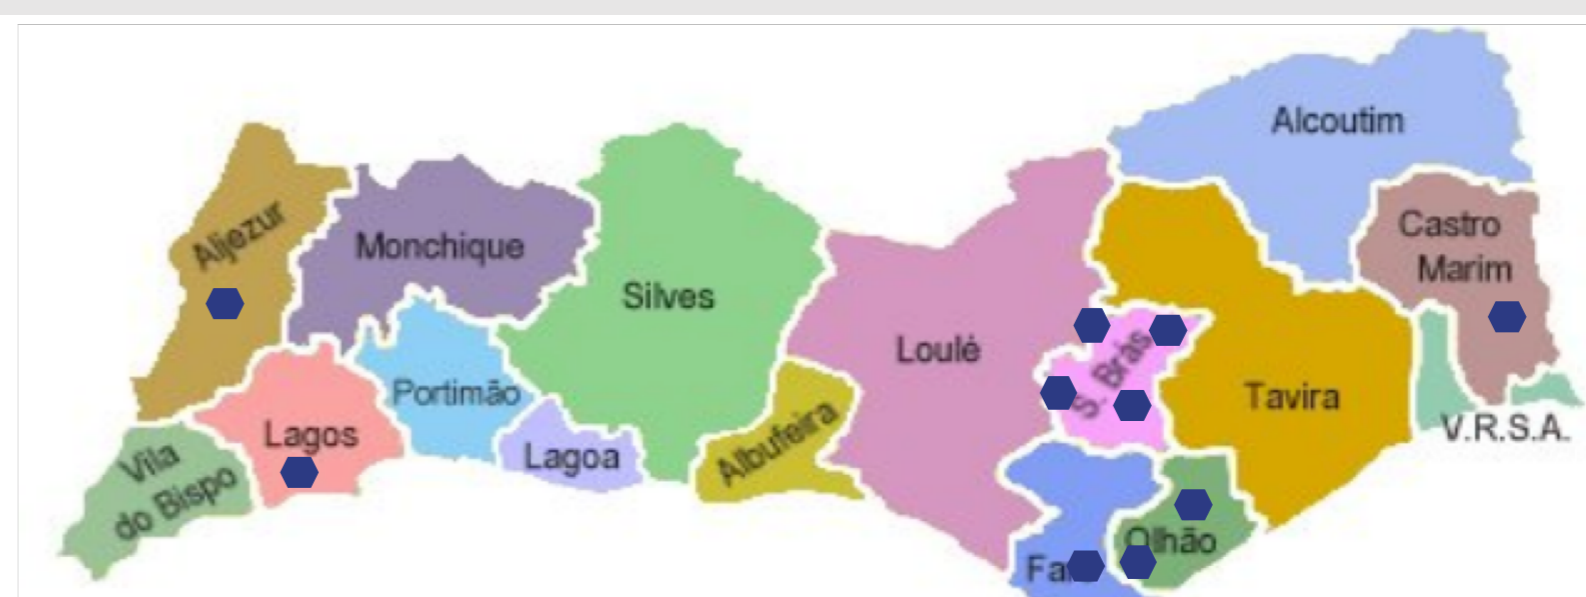 Alcoutim
Aljezur
Monchique
Castro
Marim
Silves
Loulé
S. Brás
Tavira
Portimão
Lagos
Albufeira
V.R.S.A.
Lagoa
Vila
do Bispo
Olhão